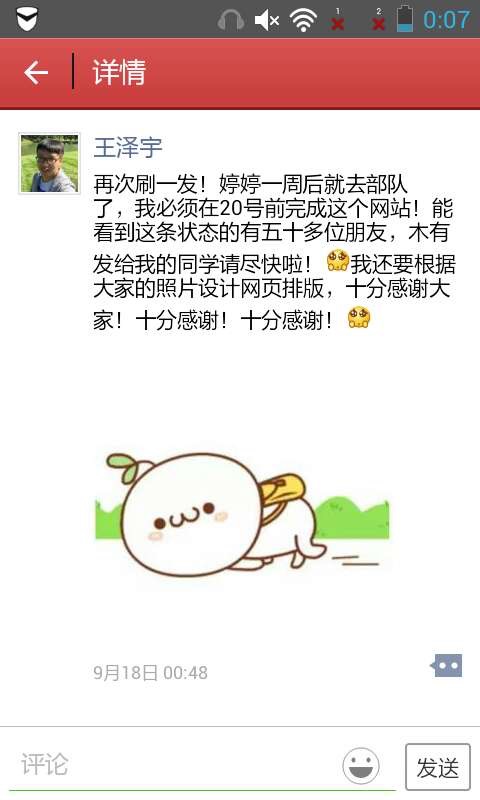 1
2
0:07
详情
王泽宇
再次刷一发！婷婷一周后就去部队
了，我必须在20号前完成这个网站！能
看到这条状态的有五十多位朋友，木有
发给我的同学请尽快啦！我还要根据
大家的照片设计网页排版，十分感谢大
家！十分感谢！十分感谢！
9月18日 00:48
评论
发送